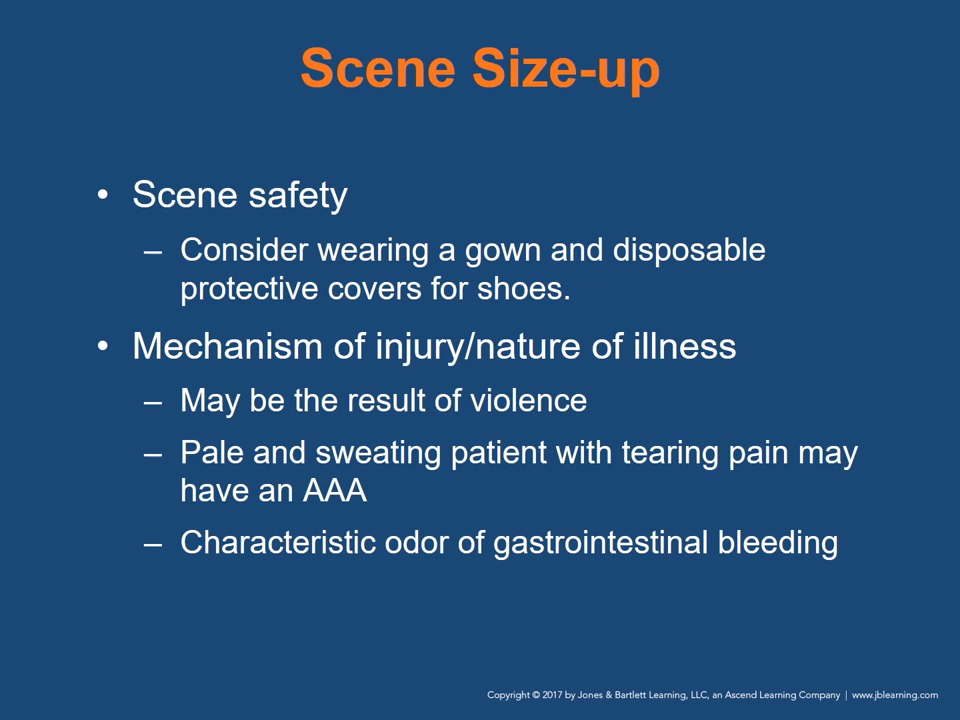 Scene Size-up
• Scene safety
– Consider wearing a gown and disposable
protective covers for shoes.
• Mechanism of injury/nature of illness
– May be the result of violence
– Pale and sweating patient with tearing pain may
have an AAA
– Characteristic odor of gastrointestinal bleeding
Copyright © 2017 by Jones & Bartlett Learning, LLC, an Ascend Learning Company | www.jblearning.com